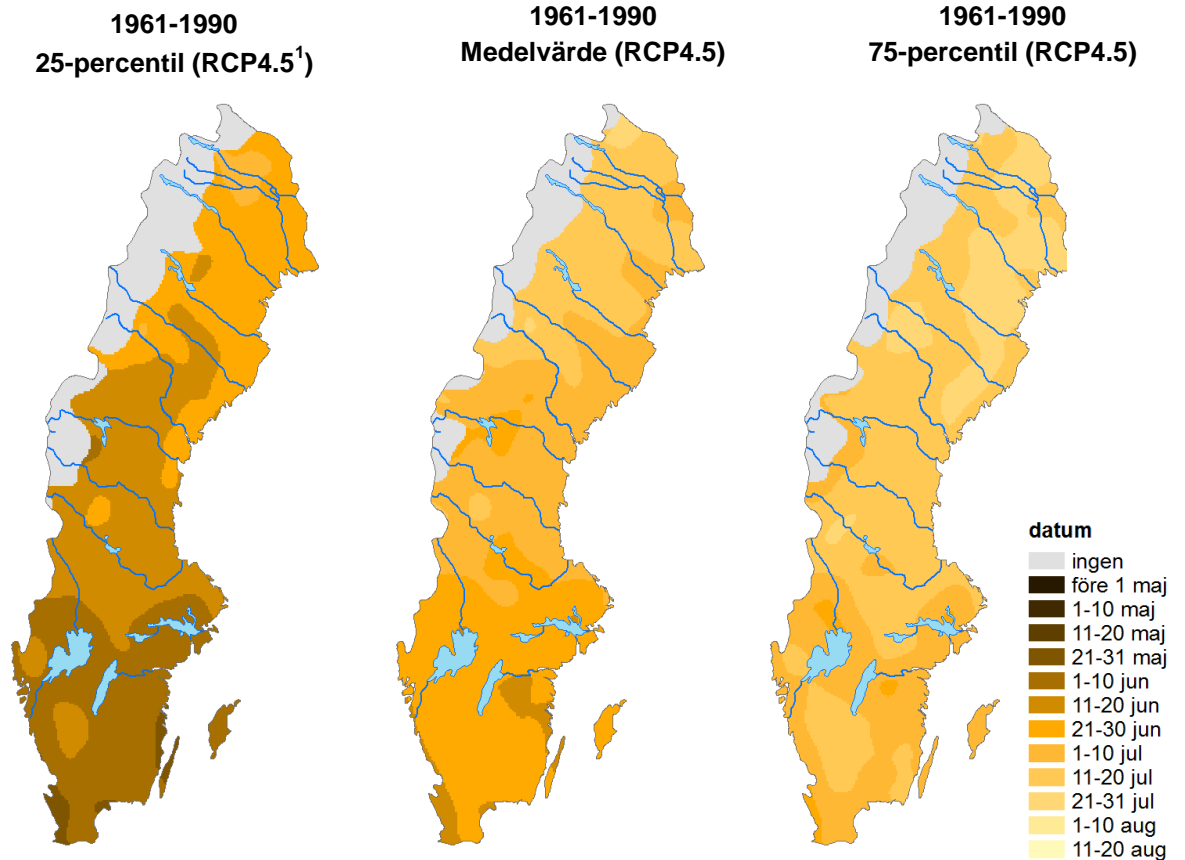 1961-1990
25-percentil (RCP4.5¹)
1961-1990
Medelvärde (RCP4.5)
1961-1990
75-percentil (RCP4.5)
datum
ingen
före 1 maj
1-10 maj
11-20 maj
21-31 maj
1-10 jun
11-20 jun
21-30 jun
1-10 jul
11-20 jul
21-31 jul
1-10 aug
11-20 aug